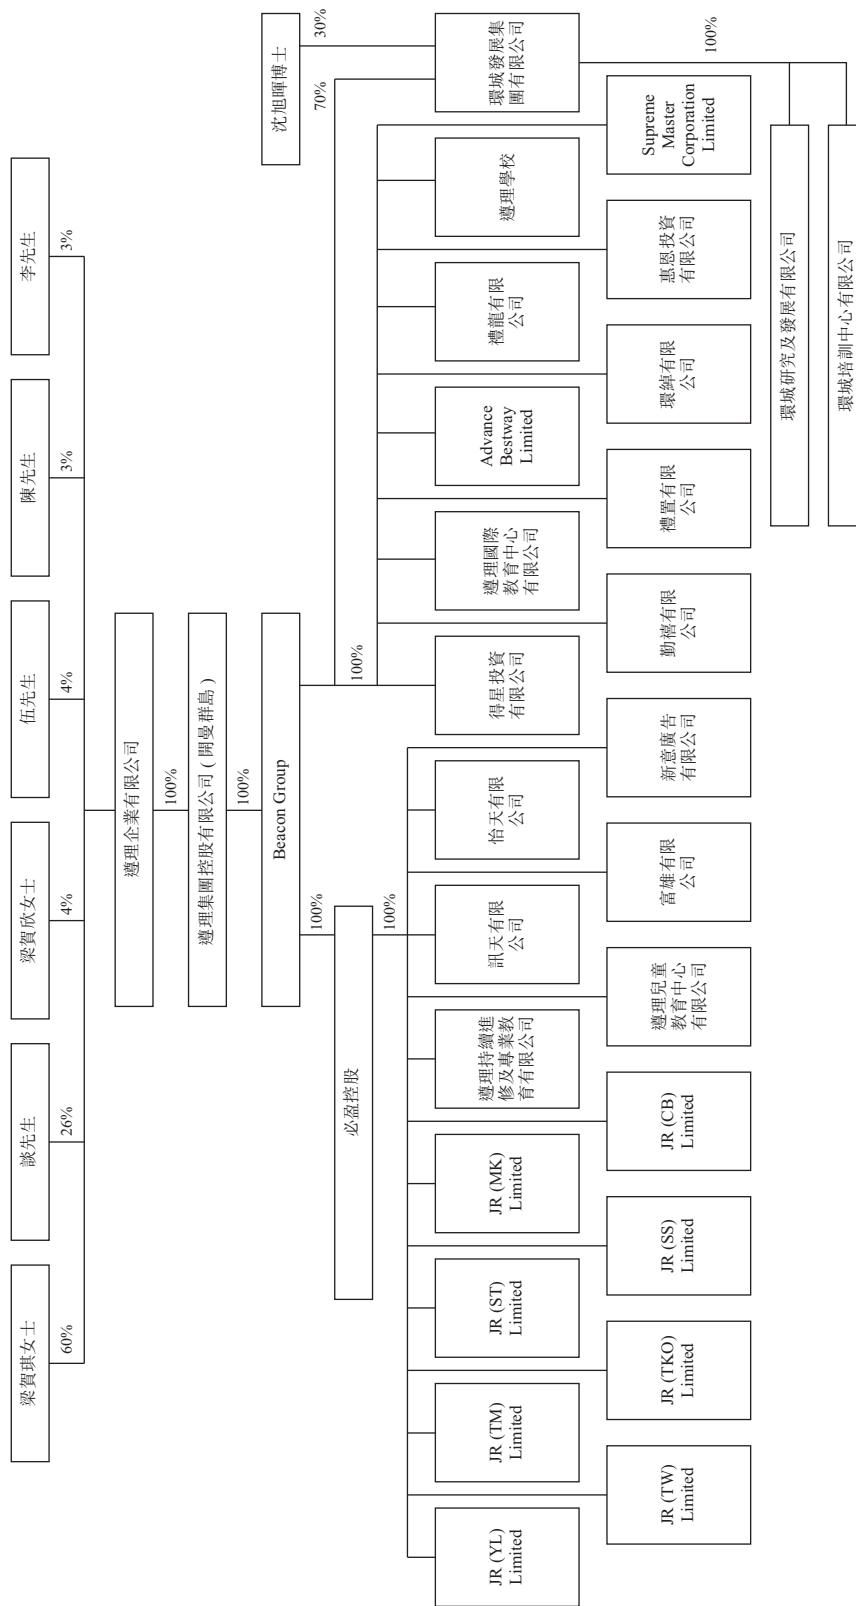 梁賀琪女士
談先生
梁賀欣女士
伍先生
陳先生
李先生
60%
26%
4%
4%
3%
3%
遵理企業有限公司
100%
遵理集團控股有限公司(開曼群島)
100%
Beacon Group
沈旭暉博士
100%
100%
70%
30%
必盈控股
100%
JR (YL)
Limited
JR (TM)
Limited
JR (ST)
Limited
JR (MK)
Limited
遵理持續進
修及專業教
育有限公司
訊天有限
公司
怡天有限
公司
得星投資
有限公司
遵理國際
教育中心
有限公司
Advance
Bestway
Limited
禮龍有限
公司
遵理學校
環城發展集
團有限公司
JR (TW)
Limited
JR (TKO)
Limited
JR (SS)
Limited
JR (CB)
Limited
遵理兒童
教育中心
有限公司
富雄有限
公司
新意廣告
有限公司
勤禧有限
公司
禮置有限
公司
環綽有限
公司
惠恩投資
有限公司
Supreme
Master
Corporation
Limited
100%
環城研究及發展有限公司
環城培訓中心有限公司